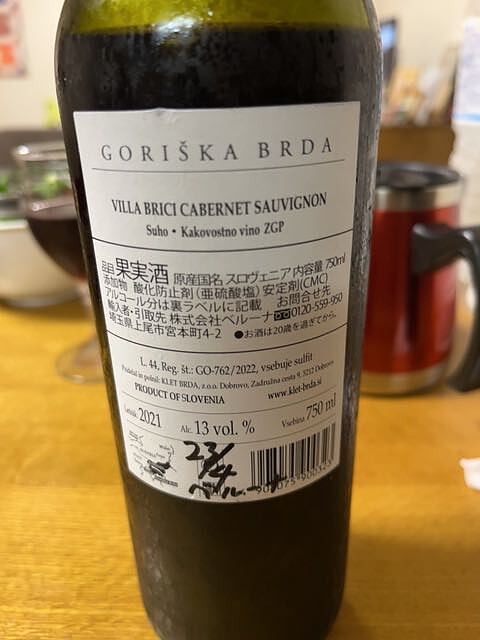 GORIŠKA BRDA
VILLA BRICI CABERNET SAUVIGNON
Suho • Kakovostno vino ZGP
品目 果実酒 原産国名 スロヴェニア 内容量 750ml
添加物 酸化防止剤(亜硫酸塩) 安定剤(CMC)
アルコール分は裏ラベルに記載 お問合せ先
輸入者・引取先 株式会社ベルーナ 0120-559-950
埼玉県上尾市宮本町4-2 ●お酒は20歳を過ぎてから。
L. 44, Reg. št.: GO-762/2022, vsebuje sulfit
Pridelal in polnil: KLET BRDA, z.o.o. Dobrovo, Zadružna cesta 9, 5212 Dobrovo
PRODUCT OF SLOVENIA www.klet-brda.si
Letnik 2021 Alc. 13 vol. % Vsebina 750 ml
23/4
ベルーナ